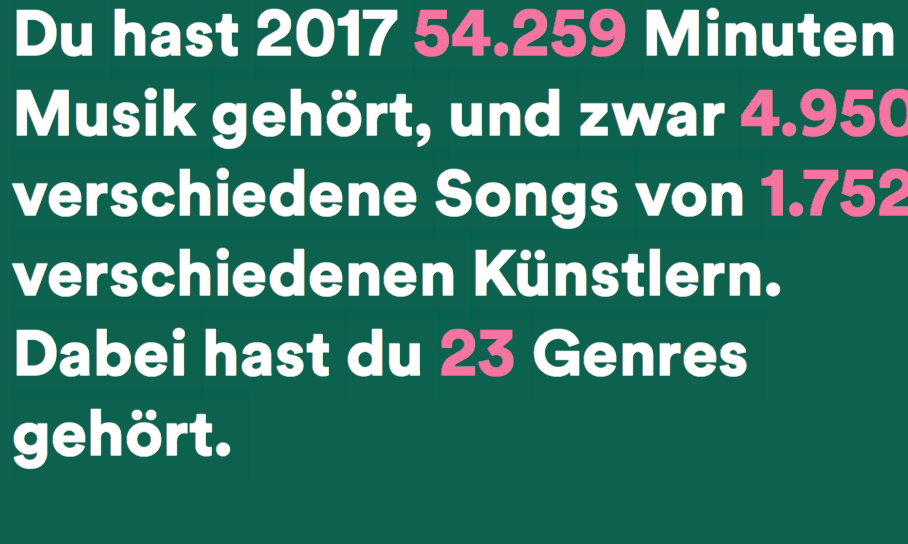 Du hast 2017 54.259 Minuten
Musik gehört, und zwar 4.950
verschiedene Songs von 1.752
verschiedenen Künstlern.
Dabei hast du 23 Genres
gehört.